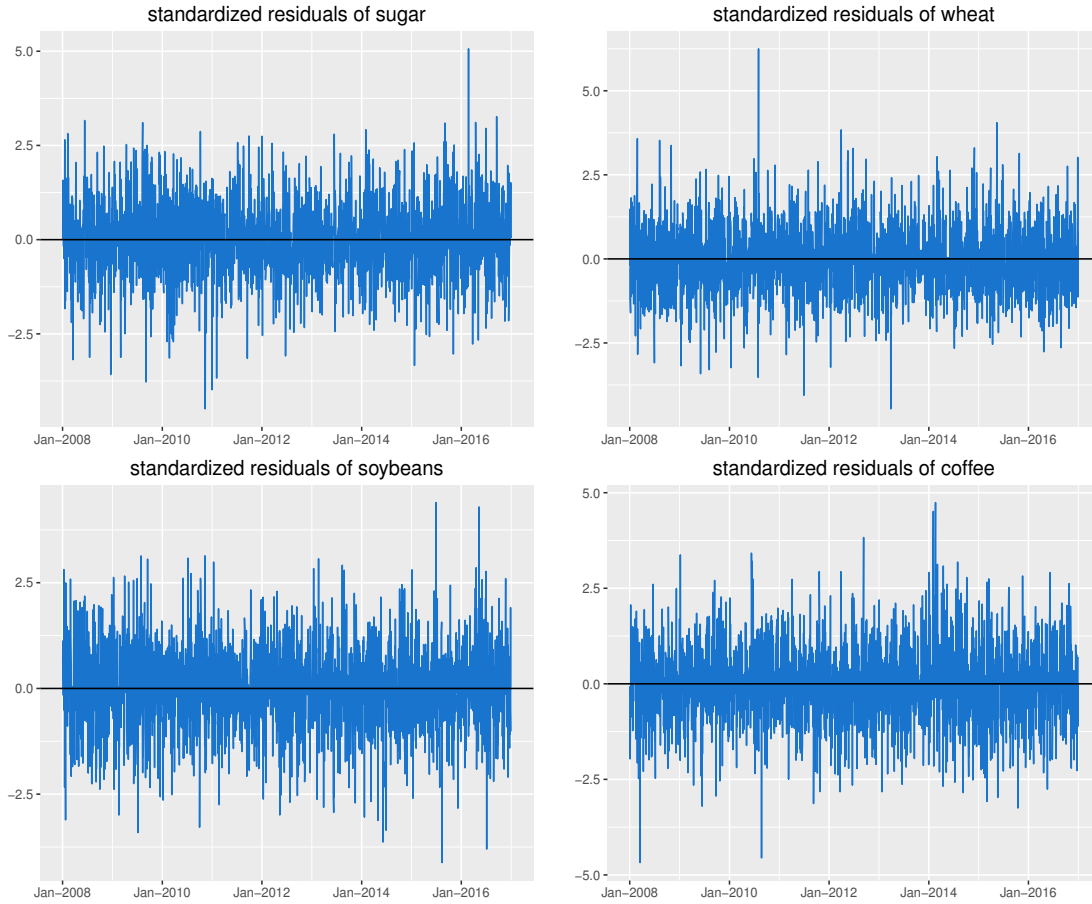 standardized residuals of sugar
5.0
2.5
0.0
−2.5
Jan−2008 Jan−2010 Jan−2012 Jan−2014 Jan−2016
standardized residuals of wheat
5.0
2.5
0.0
−2.5
Jan−2008 Jan−2010 Jan−2012 Jan−2014 Jan−2016
standardized residuals of soybeans
2.5
0.0
−2.5
Jan−2008 Jan−2010 Jan−2012 Jan−2014 Jan−2016
standardized residuals of coffee
5.0
2.5
0.0
−2.5
−5.0
Jan−2008 Jan−2010 Jan−2012 Jan−2014 Jan−2016